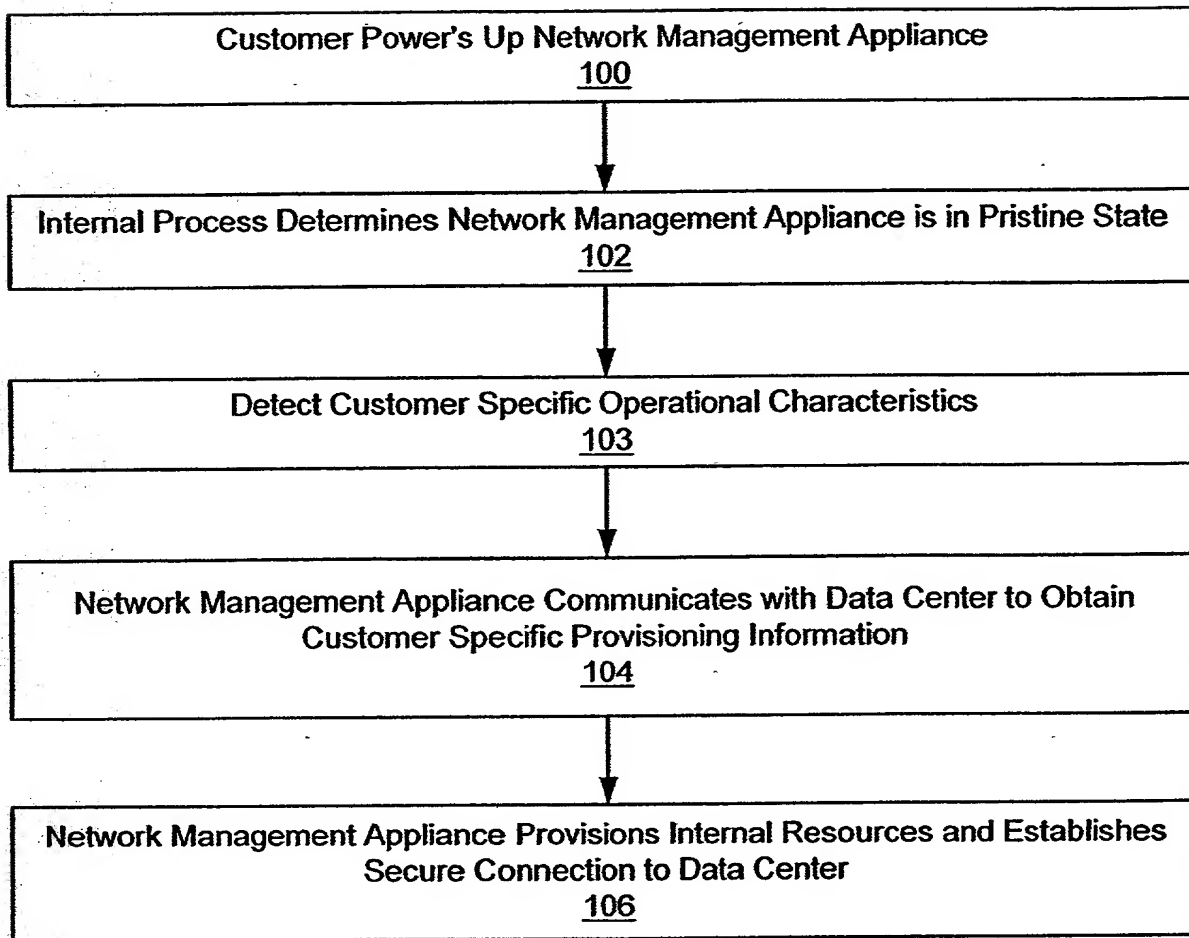 Customer Power's Up Network Management Appliance
100
Internal Process Determines Network Management Appliance is in Pristine State
102
Detect Customer Specific Operational Characteristics
103
Network Management Appliance Communicates with Data Center to Obtain
Customer Specific Provisioning Information
104
Network Management Appliance Provisions Internal Resources and Establishes
Secure Connection to Data Center
106